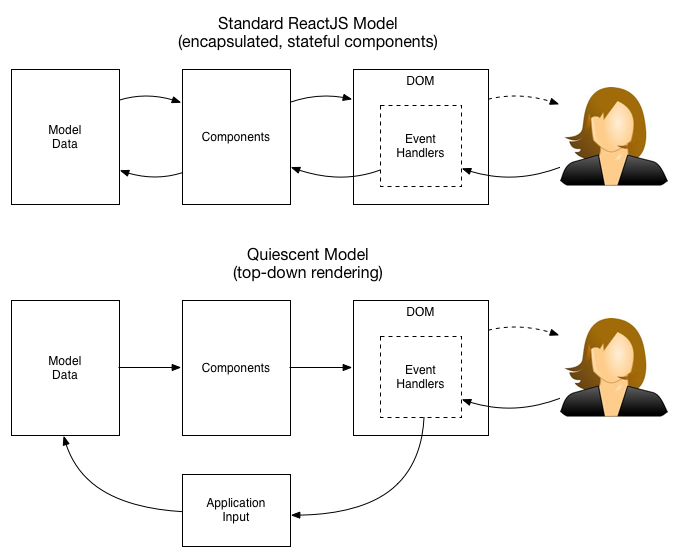 Standard ReactJS Model
(encapsulated, stateful components)
Model
Data
Components
DOM
Event
Handlers
Quiescent Model
(top-down rendering)
Model
Data
Components
DOM
Event
Handlers
Application
Input